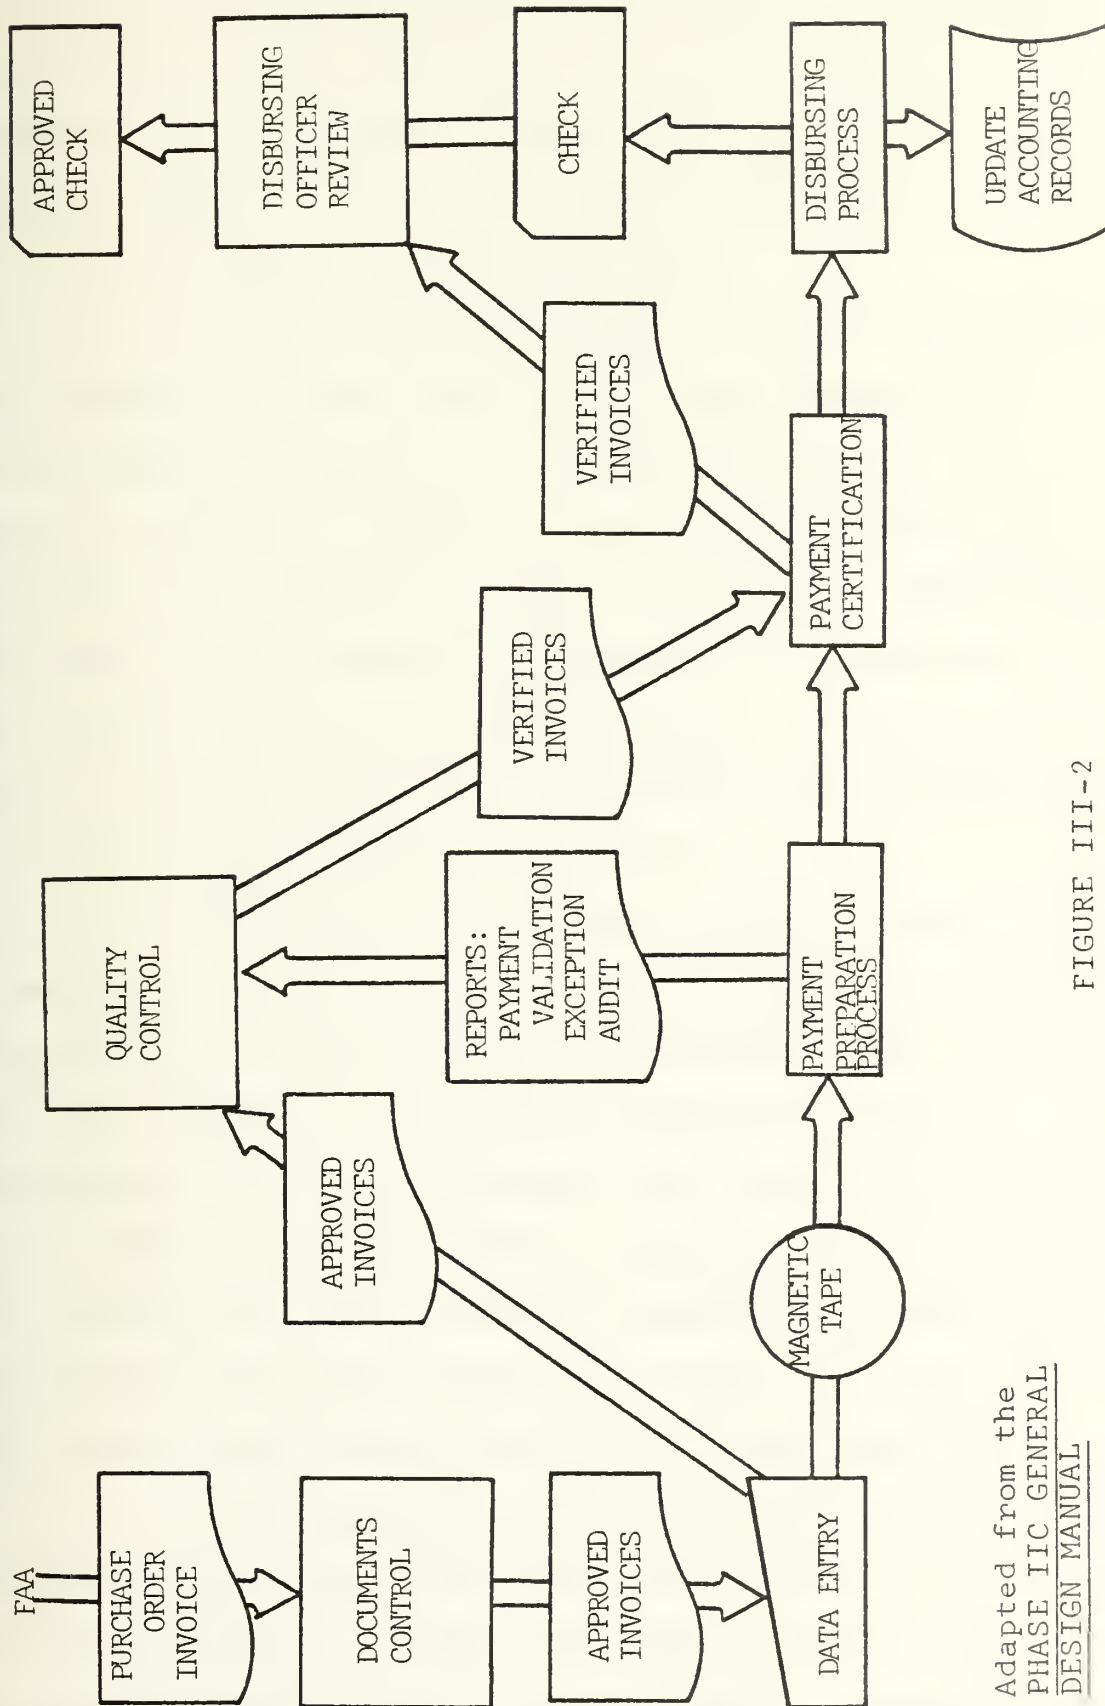 FAA
PURCHASE
ORDER
INVOICE
DOCUMENTS
CONTROL
APPROVED
INVOICES
DATA ENTRY
APPROVED
INVOICES
MAGNETIC
TAPE
QUALITY
CONTROL
REPORTS:
PAYMENT
VALIDATION
EXCEPTION
AUDIT
PAYMENT
PREPARATION
PROCESS
VERIFIED
INVOICES
PAYMENT
CERTIFICATION
VERIFIED
INVOICES
APPROVED
CHECK
DISBURSING
OFFICER
REVIEW
CHECK
DISBURSING
PROCESS
UPDATE
ACCOUNTING
RECORDS
Adapted from the
PHASE IIC GENERAL
DESIGN MANUAL
FIGURE III-2